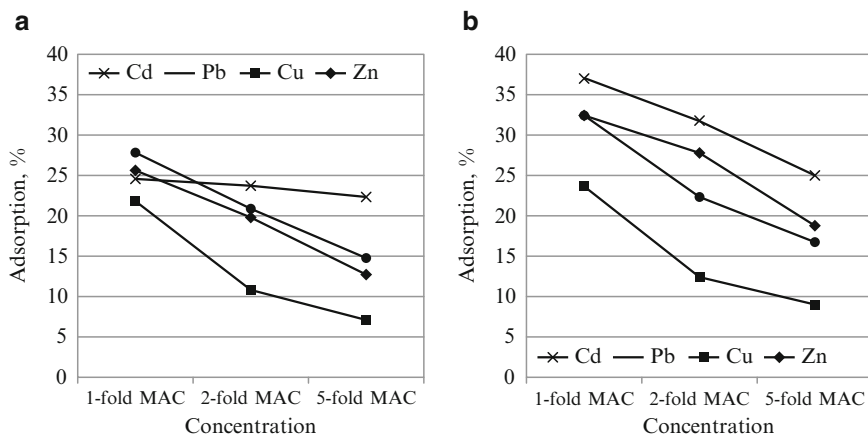 a
40
35
30
25
20
15
10
5
0
Adsorption, %
Cd Pb Cu Zn
1-fold MAC 2-fold MAC 5-fold MAC
Concentration
b
40
35
30
25
20
15
10
5
0
Adsorption, %
Cd Pb Cu Zn
1-fold MAC 2-fold MAC 5-fold MAC
Concentration